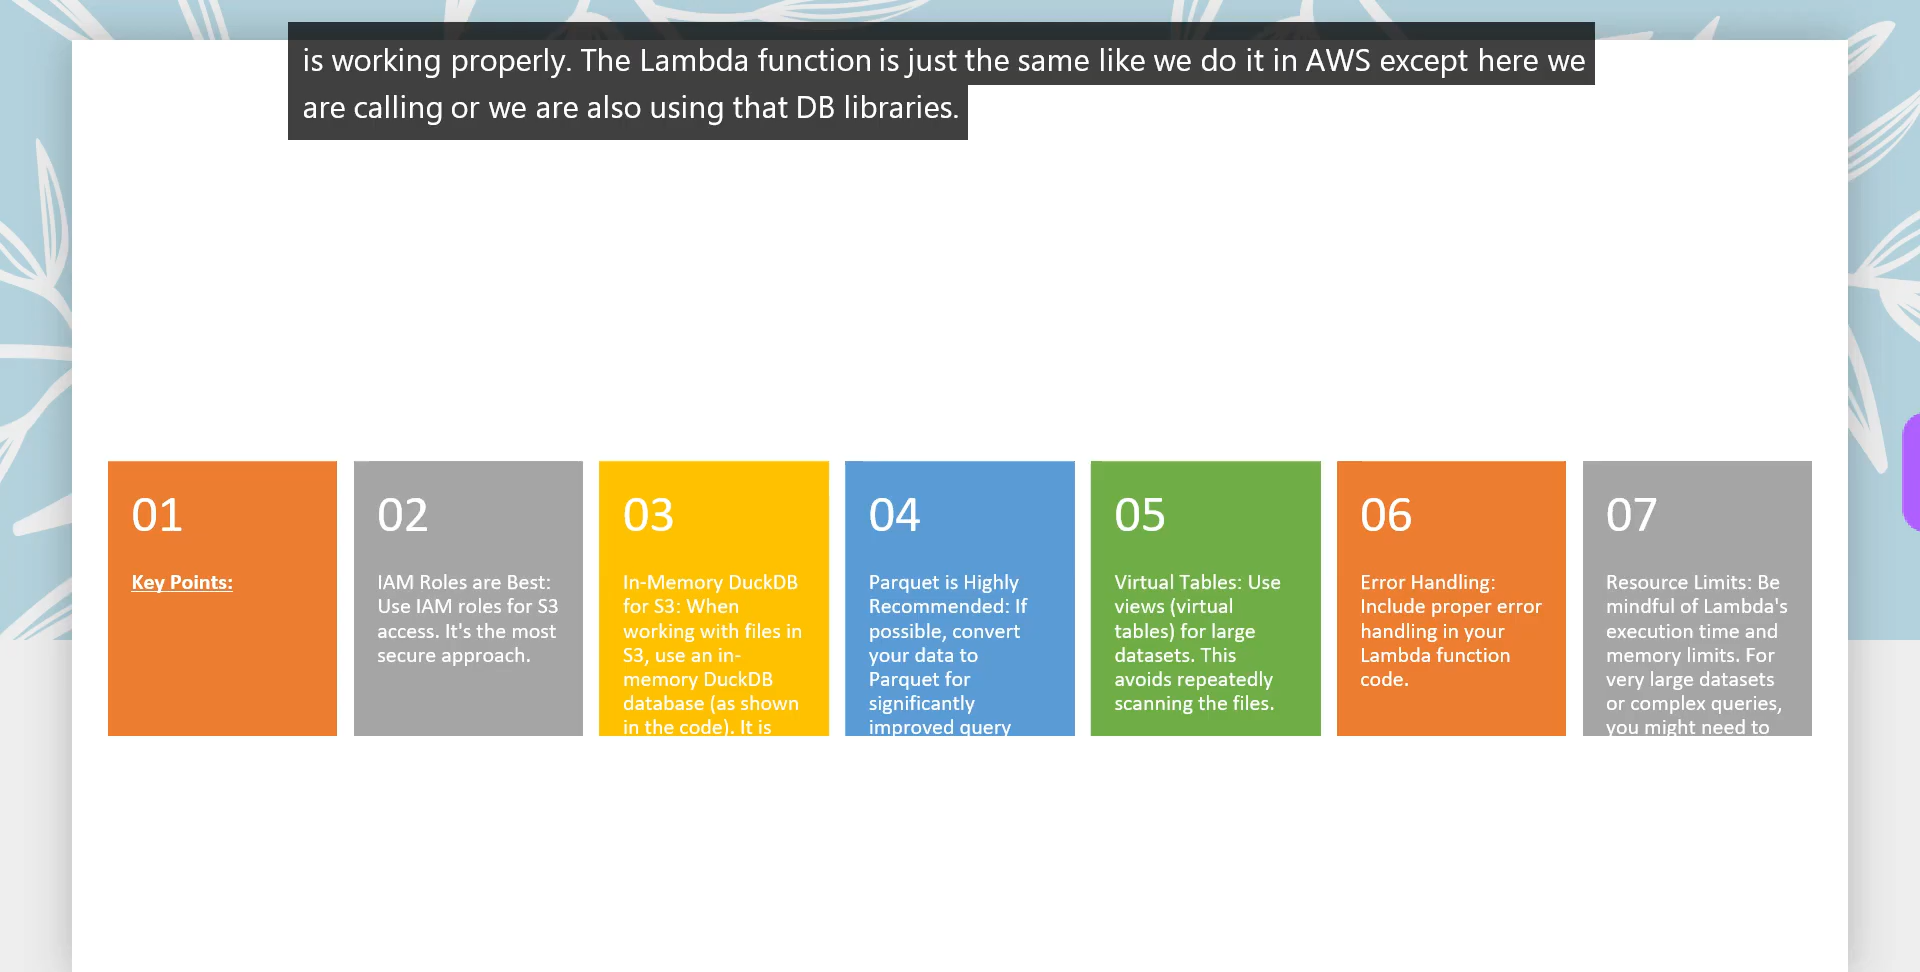 is working properly. The Lambda function is just the same like we do it in AWS except here we
are calling or we are also using that DB libraries.
01
Key Points:
02
IAM Roles are Best:
Use IAM roles for S3
access. It's the most
secure approach.
03
In-Memory DuckDB
for S3: When
working with files in
S3, use an in-
memory DuckDB
database (as shown
in the code). It is
04
Parquet is Highly
Recommended: If
possible, convert
your data to
Parquet for
significantly
improved query
05
Virtual Tables: Use
views (virtual
tables) for large
datasets. This
avoids repeatedly
scanning the files.
06
Error Handling:
Include proper error
handling in your
Lambda function
code.
07
Resource Limits: Be
mindful of Lambda's
execution time and
memory limits. For
very large datasets
or complex queries,
you might need to